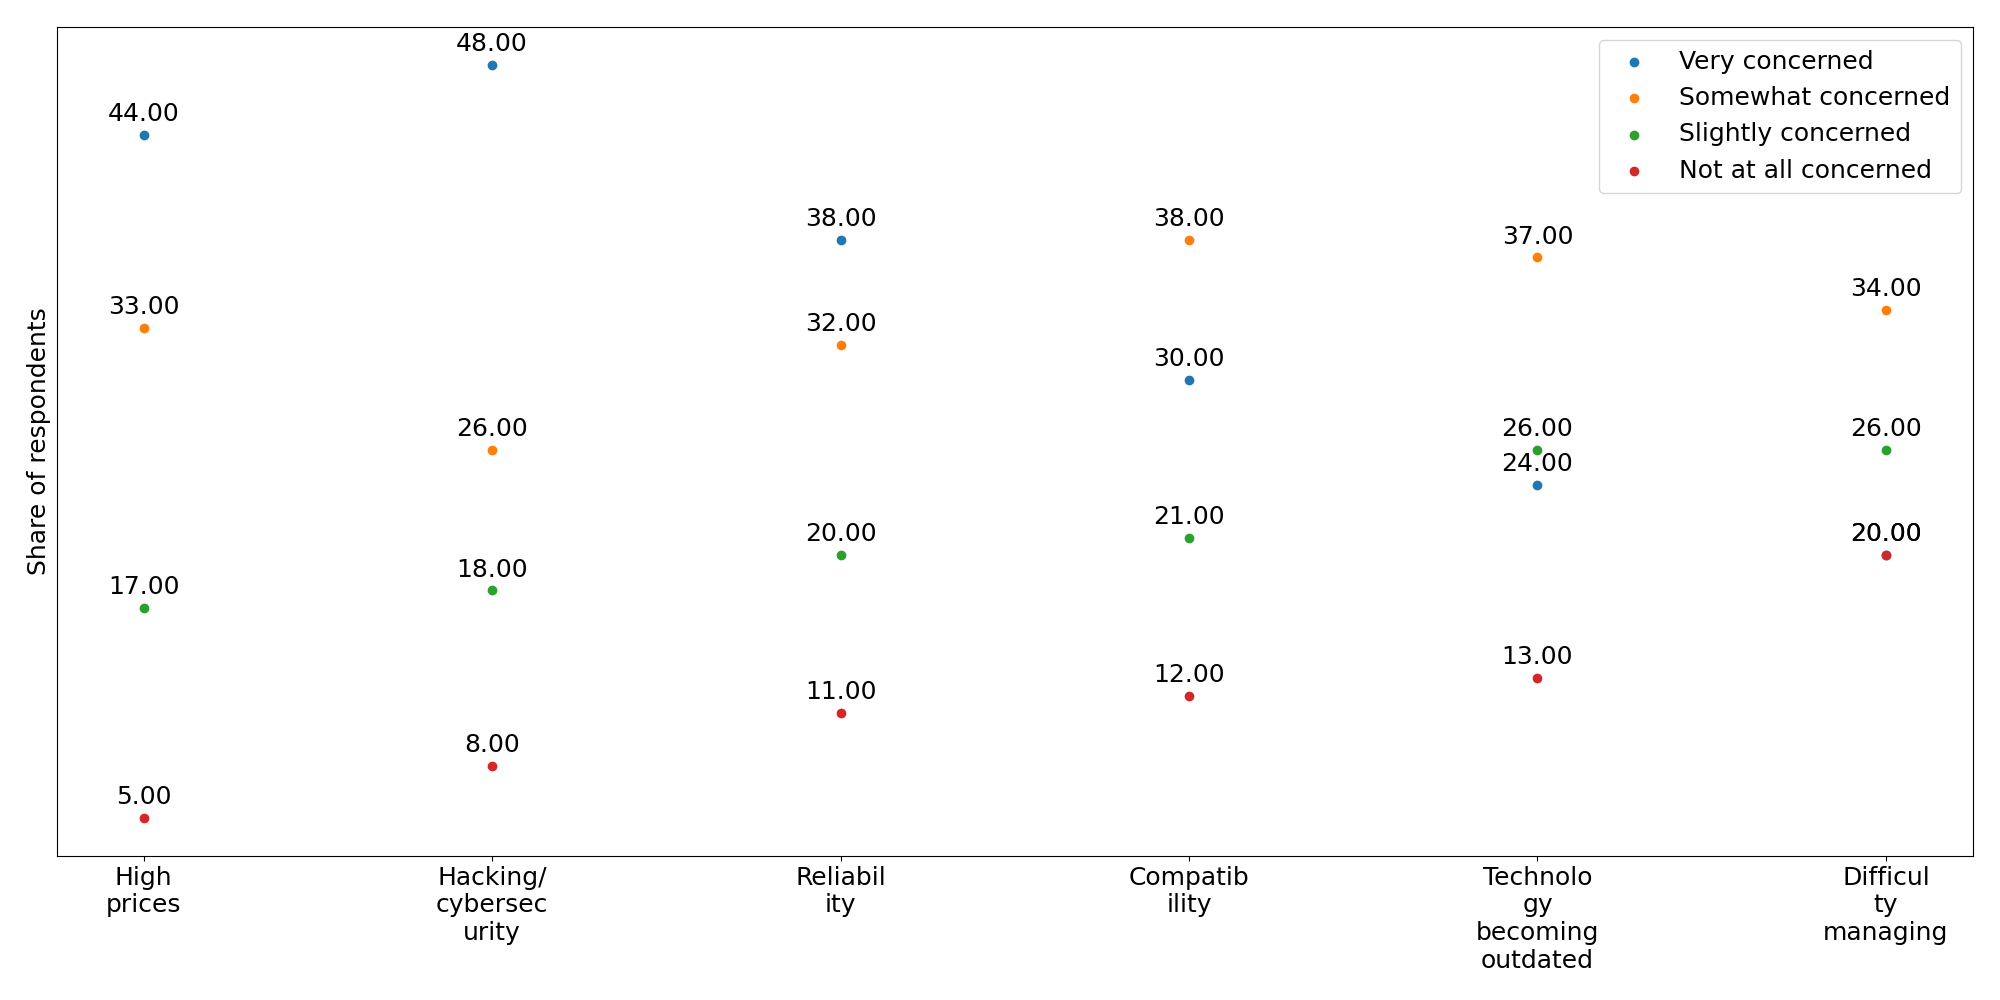 48.00
44.00
38.00
38.00
37.00
33.00
32.00
34.00
30.00
26.00
26.00
26.00
24.00
17.00
18.00
20.00
21.00
20.00
5.00
8.00
11.00
12.00
13.00
Very concerned
Somewhat concerned
Slightly concerned
Not at all concerned
Share of respondents
High
prices
Hacking/
cybersec
urity
Reliabil
ity
Compatib
ility
Technolo
gy
becoming
outdated
Difficul
ty
managing